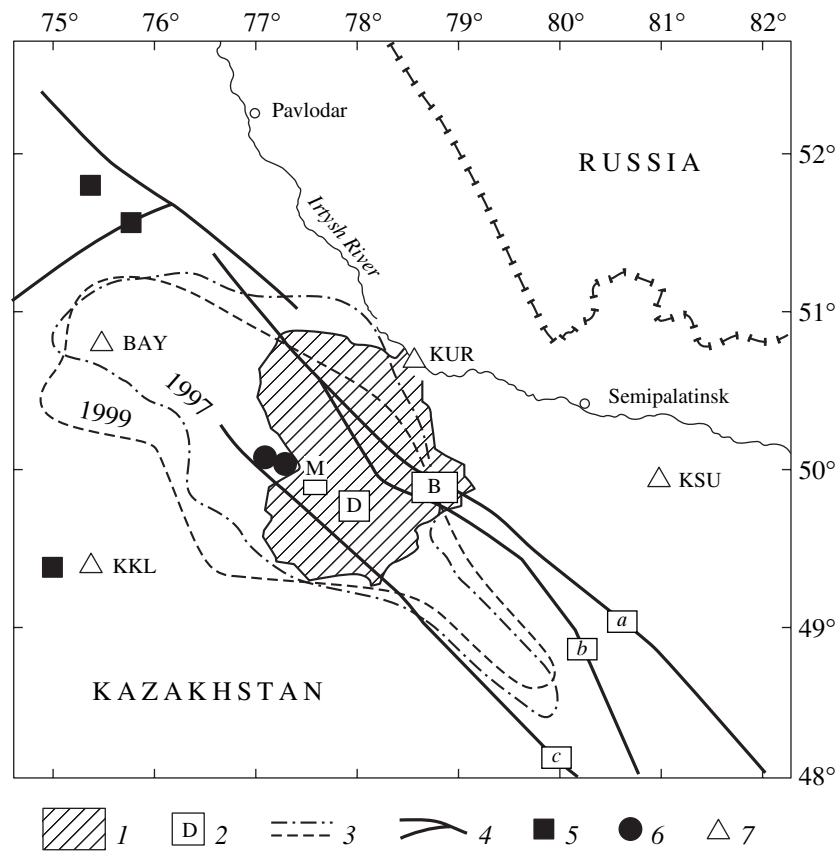 75° 76° 77° 78° 79° 80° 81° 82°
Pavlodar
RUSSIA
52°
Irtysh River
51°
BAY
KUR
1997
1999
Semipalatinsk
M
50°
B
KSU
D
KKL
a
49°
b
KAZAKHSTAN
c
48°
1 D 2 3 4 5 6 7